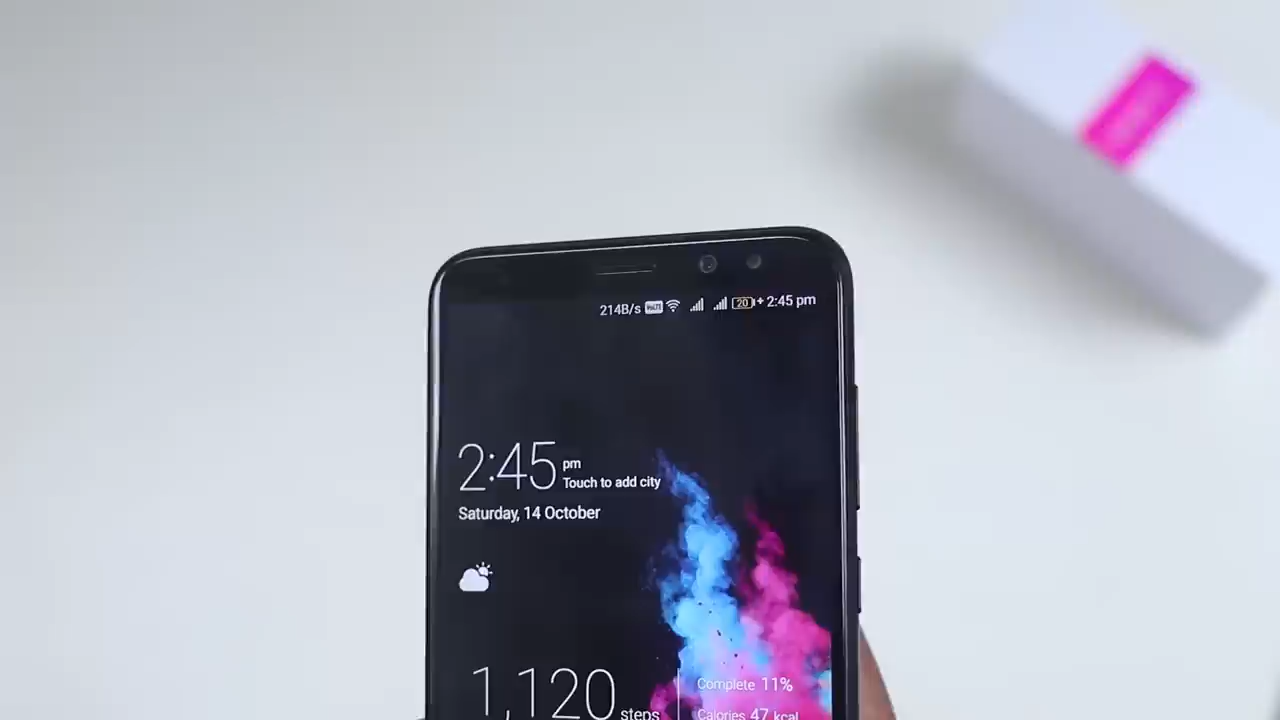 214B/s VoLTE 20 2:45 pm
2:45 pm
Touch to add city
Saturday, 14 October
1,120 steps
Complete 11%
Calories 47 kcal